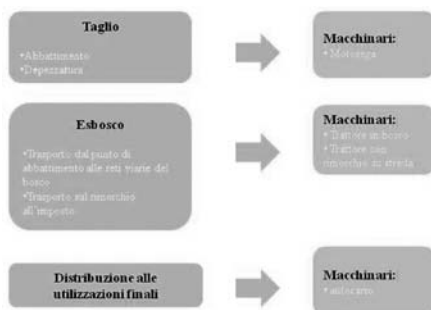 Taglio
•Abbattimento
•Depezzatura
Macchinari:
•Motosega
Esbosco
•Trasporto dal punto di
abbattimento alle reti viarie del
bosco
•Trasporto sul rimorchio
all'imposto
Macchinari:
•Trattore in bosco
•Trattore con
rimorchio su strada
Distribuzione alle
utilizzazioni finali
Macchinari:
•autocarro